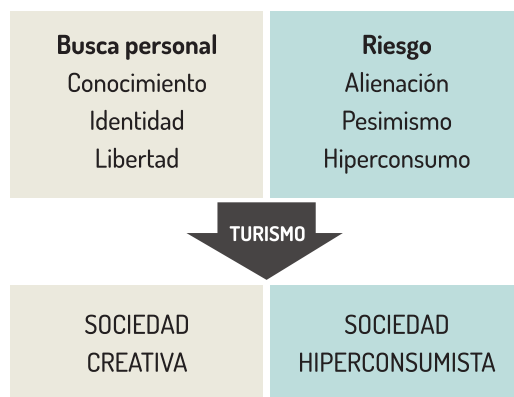 Busca personal
Conocimiento
Identidad
Libertad
Riesgo
Alienación
Pesimismo
Hiperconsumo
TURISMO
SOCIEDAD
CREATIVA
SOCIEDAD
HIPERCONSUMISTA